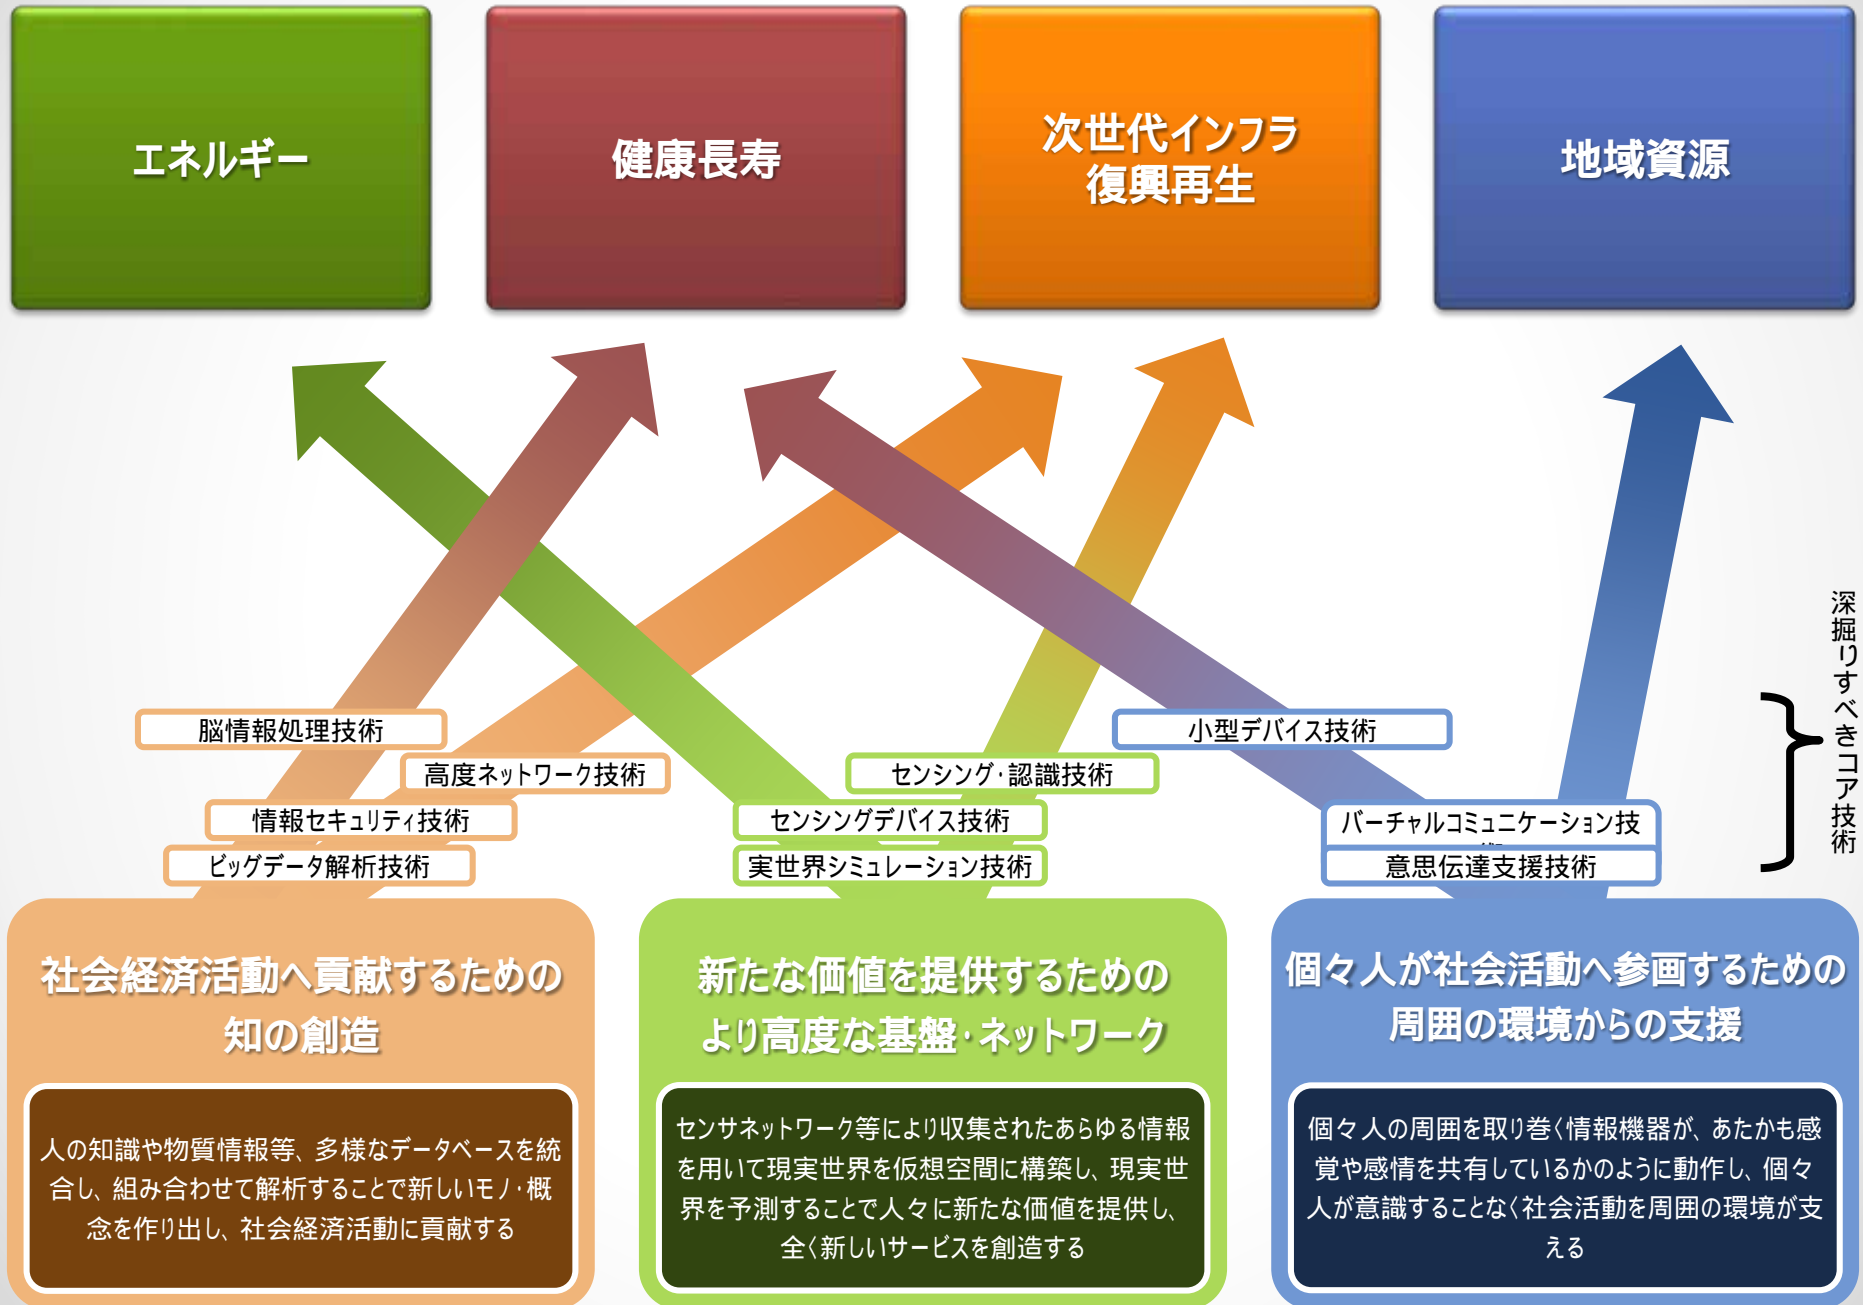 エネルギー
健康長寿
次世代インフラ
復興再生
地域資源
深掘りすべきコア技術
脳情報処理技術
小型デバイス技術
高度ネットワーク技術
センシング・認識技術
情報セキュリティ技術
センシングデバイス技術
バーチャルコミュニケーション技
ビッグデータ解析技術
実世界シミュレーション技術
意思伝達支援技術
社会経済活動へ貢献するための
知の創造
人の知識や物質情報等、多様なデータベースを統
合し、組み合わせて解析することで新しいモノ・概
念を作り出し、社会経済活動に貢献する
新たな価値を提供するための
より高度な基盤・ネットワーク
センサネットワーク等により収集されたあらゆる情報
を用いて現実世界を仮想空間に構築し、現実世
界を予測することで人々に新たな価値を提供し、
全く新しいサービスを創造する
個々人が社会活動へ参画するための
周囲の環境からの支援
個々人の周囲を取り巻く情報機器が、あたかも感
覚や感情を共有しているかのように動作し、個々
人が意識することなく社会活動を周囲の環境が支
える